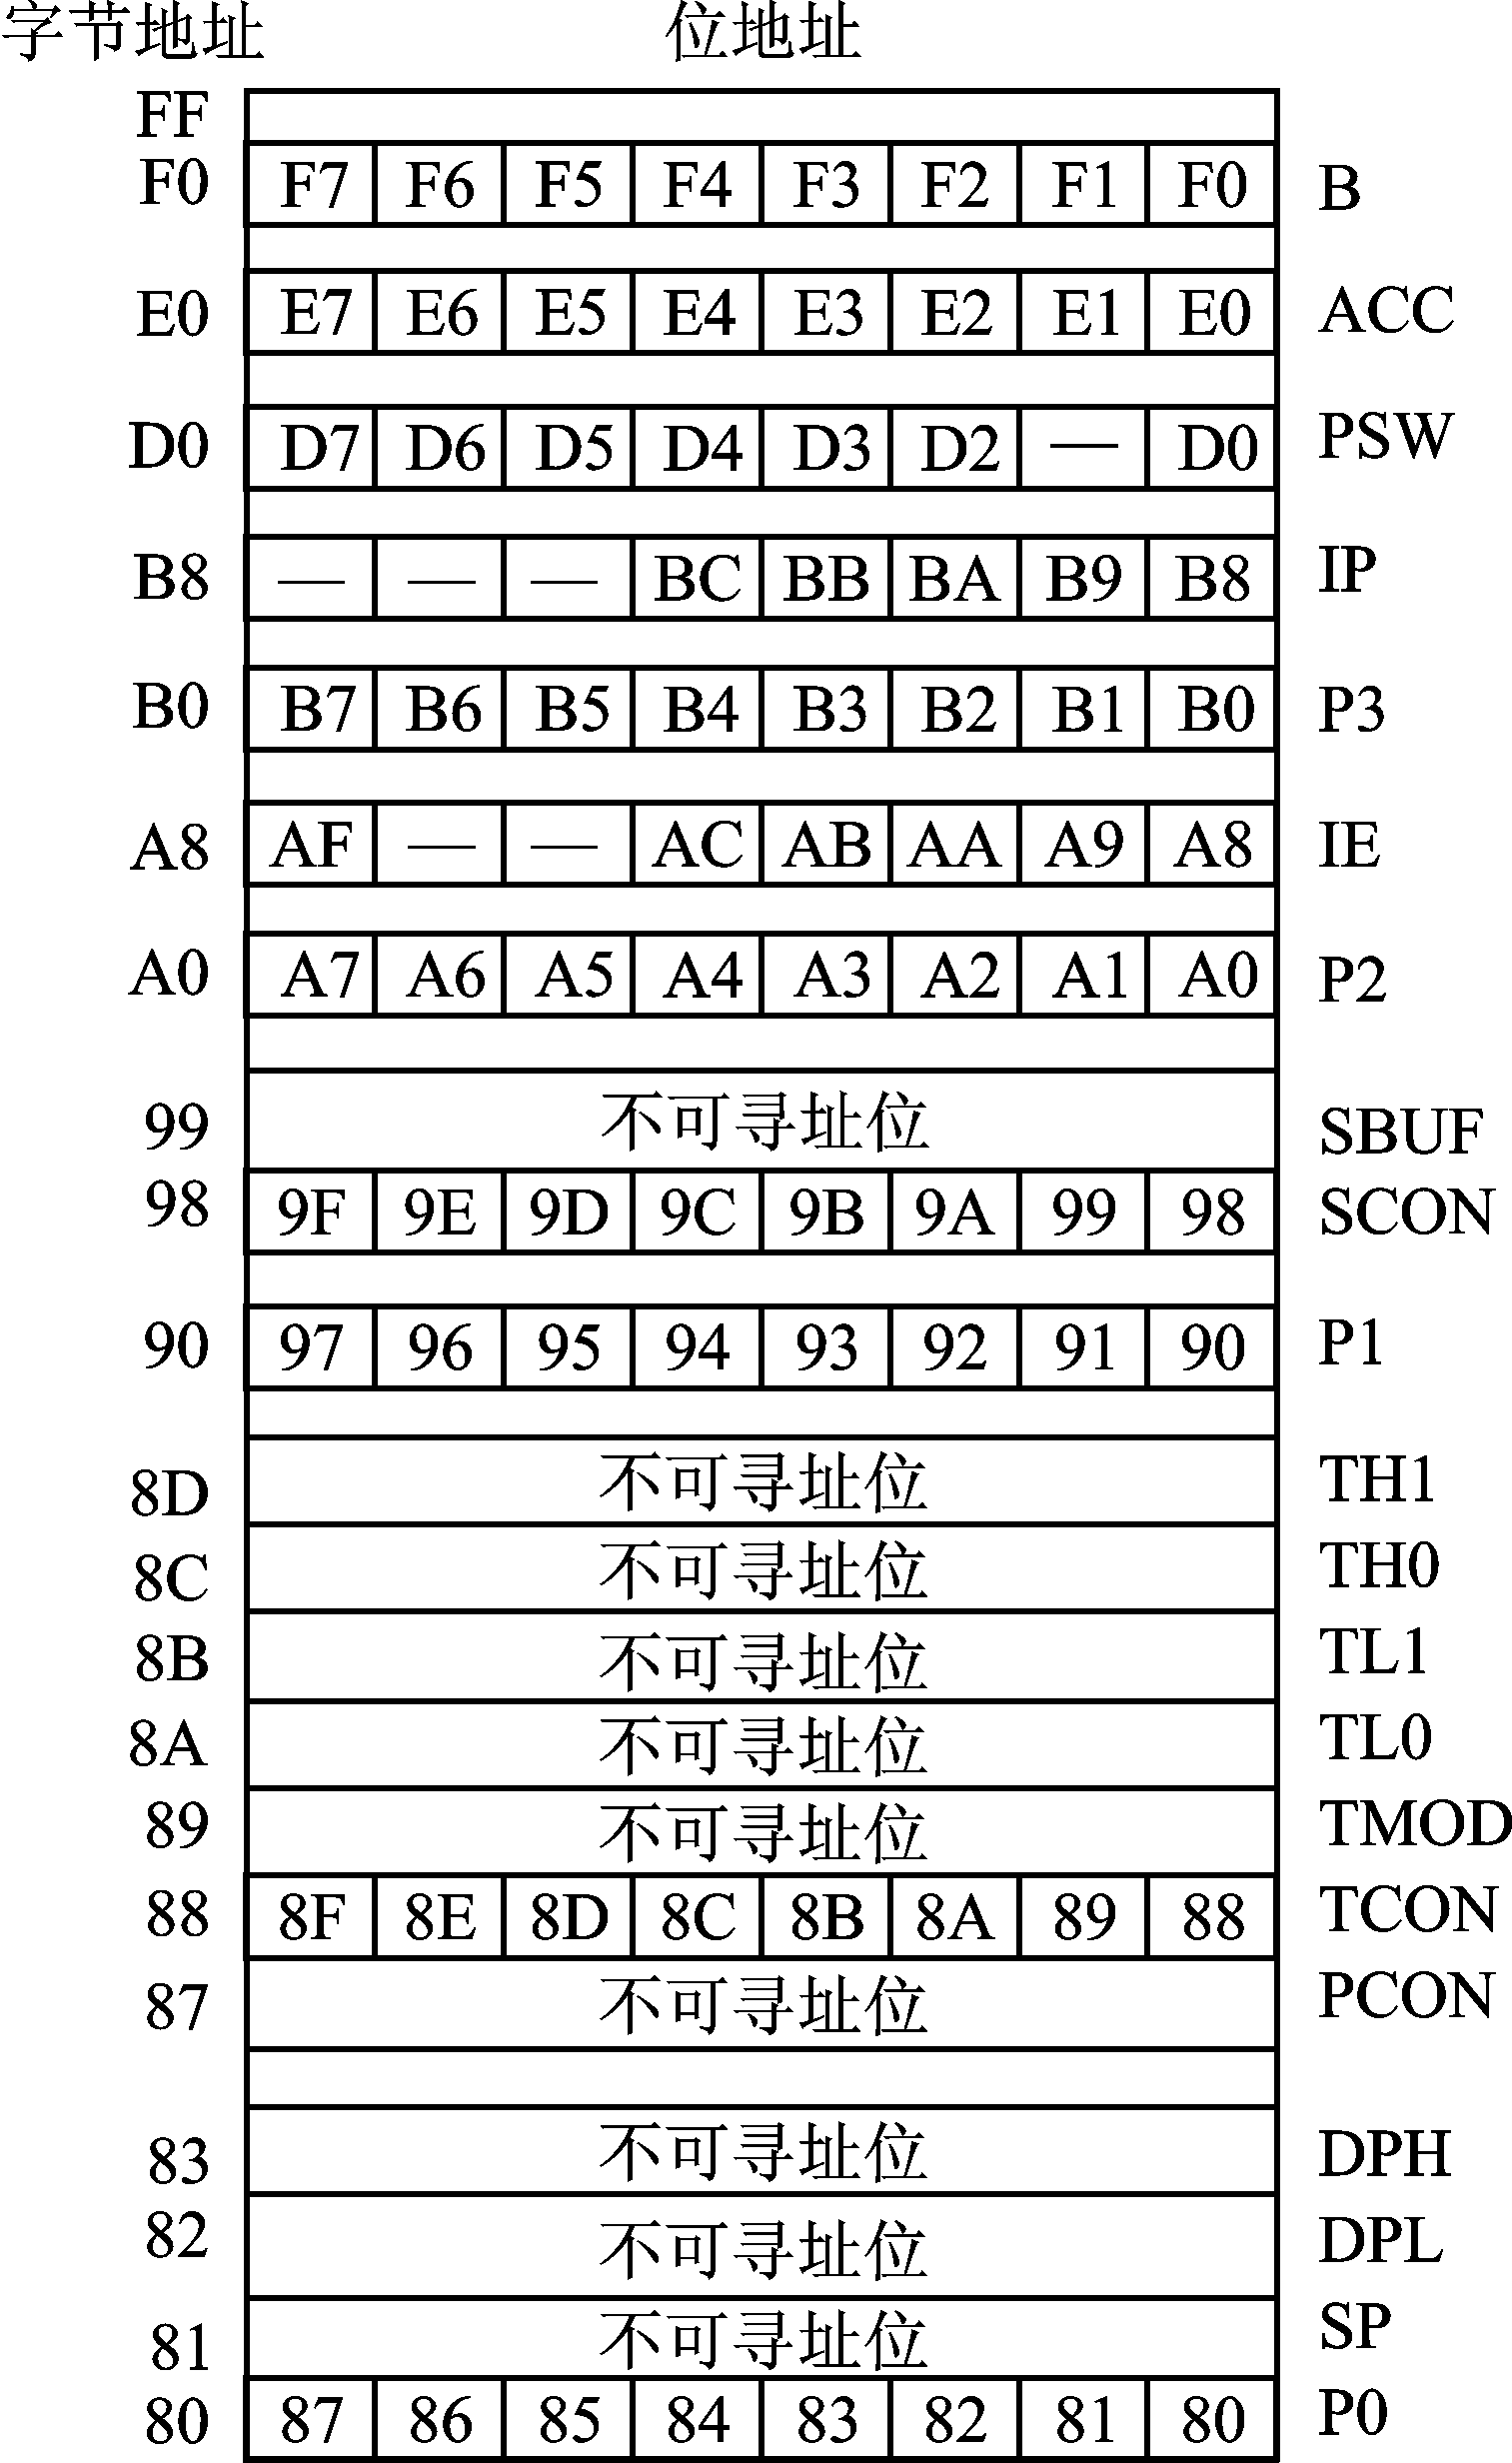 字节地址 位地址
FF
F0 F7 F6 F5 F4 F3 F2 F1 F0 B
E0 E7 E6 E5 E4 E3 E2 E1 E0 ACC
D0 D7 D6 D5 D4 D3 D2 — D0 PSW
B8 — — — BC BB BA B9 B8 IP
B0 B7 B6 B5 B4 B3 B2 B1 B0 P3
A8 AF — — AC AB AA A9 A8 IE
A0 A7 A6 A5 A4 A3 A2 A1 A0 P2
99 不可寻址位 SBUF
98 9F 9E 9D 9C 9B 9A 99 98 SCON
90 97 96 95 94 93 92 91 90 P1
8D 不可寻址位 TH1
8C 不可寻址位 TH0
8B 不可寻址位 TL1
8A 不可寻址位 TL0
89 不可寻址位 TMOD
88 8F 8E 8D 8C 8B 8A 89 88 TCON
87 不可寻址位 PCON
83 不可寻址位 DPH
82 不可寻址位 DPL
81 不可寻址位 SP
80 87 86 85 84 83 82 81 80 P0